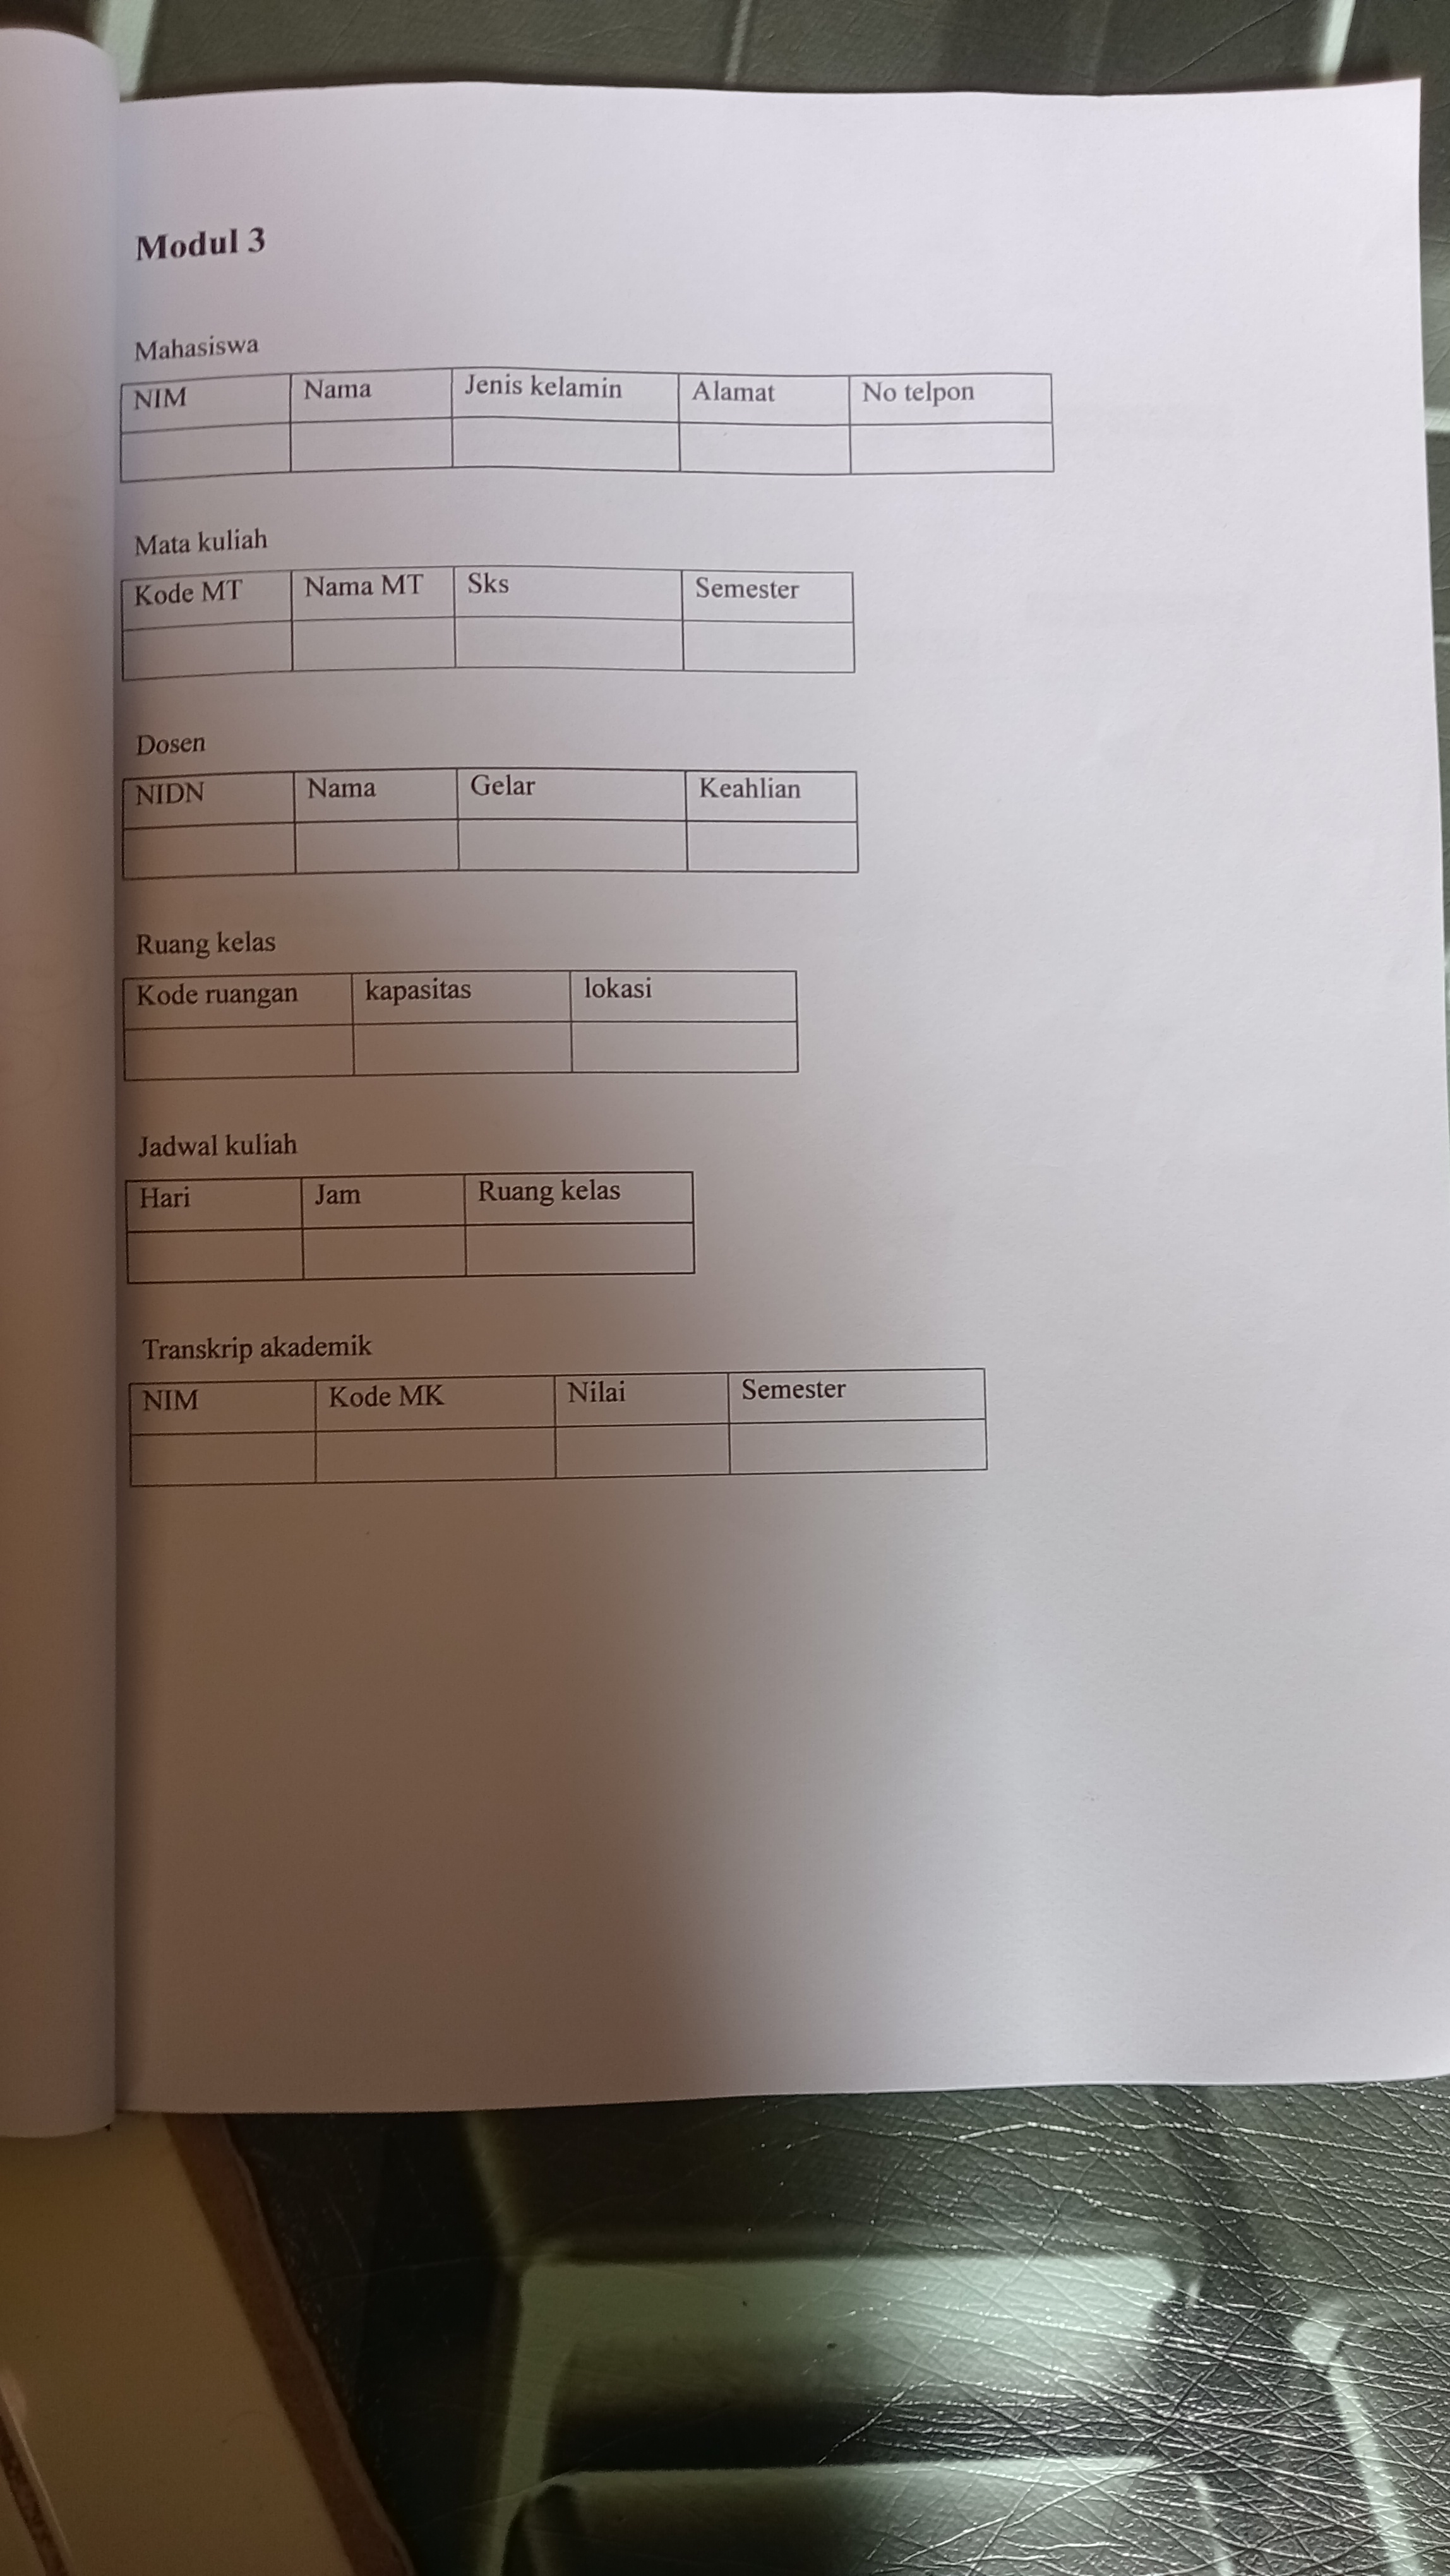 Modul 3
Mahasiswa
NIM Nama Jenis kelamin Alamat No telpon
Mata kuliah
Kode MT Nama MT Sks Semester
Dosen
NIDN Nama Gelar Keahlian
Ruang kelas
Kode ruangan kapasitas lokasi
Jadwal kuliah
Hari Jam Ruang kelas
Transkrip akademik
NIM Kode MK Nilai Semester